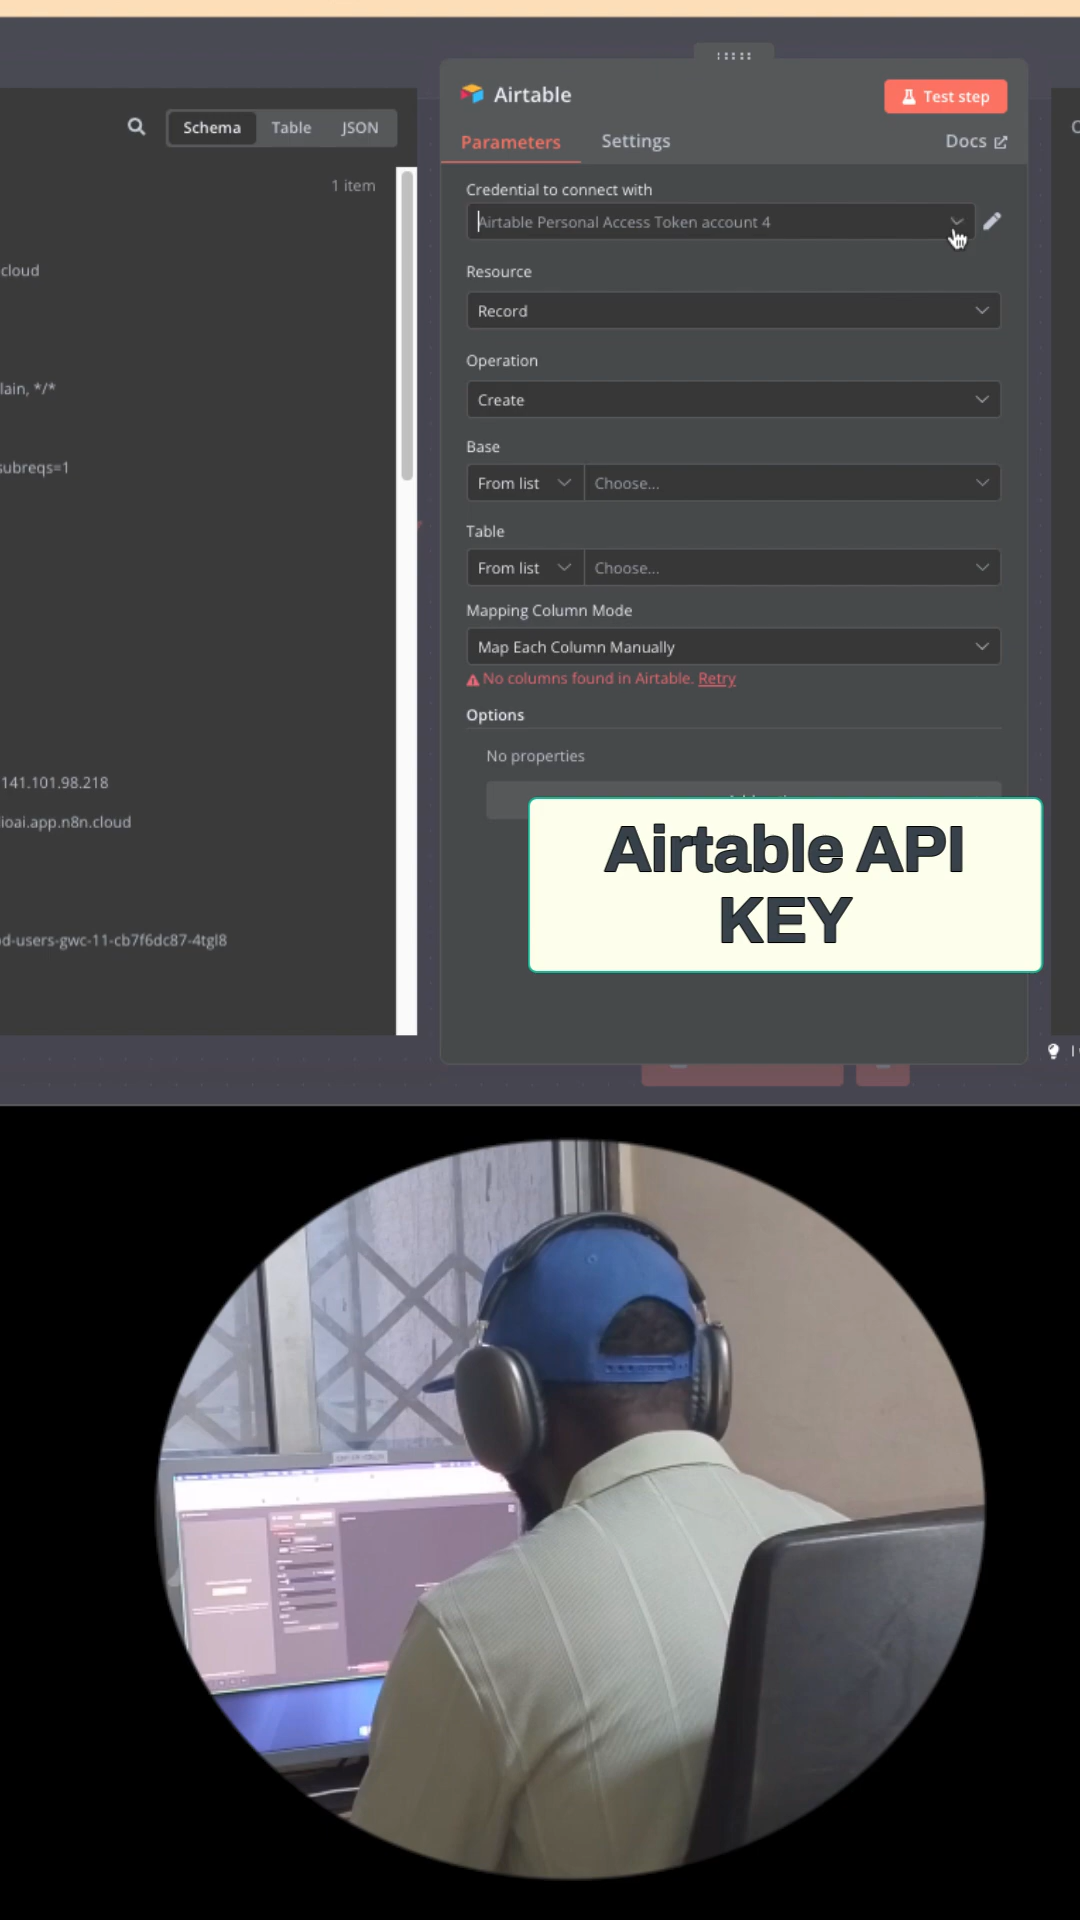 Airtable
Test step
Parameters
Settings
Docs
Schema
Table
JSON
1 item
cloud
lain, */*
subreqs=1
141.101.98.218
ioai.app.n8n.cloud
d-users-gwc-11-cb7f6dc87-4tgl8
Credential to connect with
Airtable Personal Access Token account 4
Resource
Record
Operation
Create
Base
From list
Choose...
Table
From list
Choose...
Mapping Column Mode
Map Each Column Manually
No columns found in Airtable. Retry
Options
No properties
Airtable API
KEY